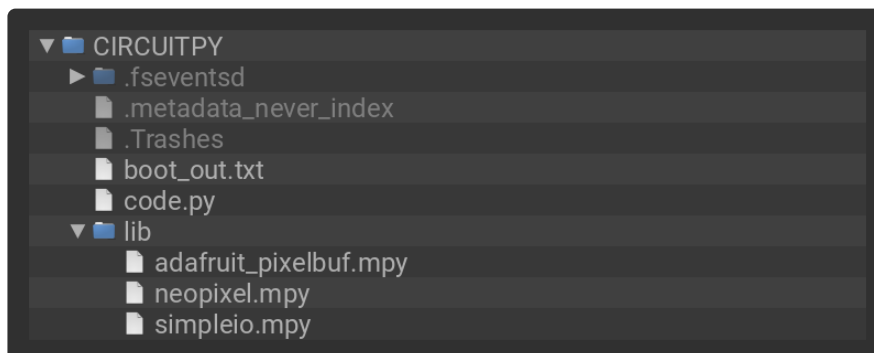 CIRCUITPY
.fseventsd
.metadata_never_index
.Trashes
boot_out.txt
code.py
lib
adafruit_pixelbuf.mpy
neopixel.mpy
simpleio.mpy